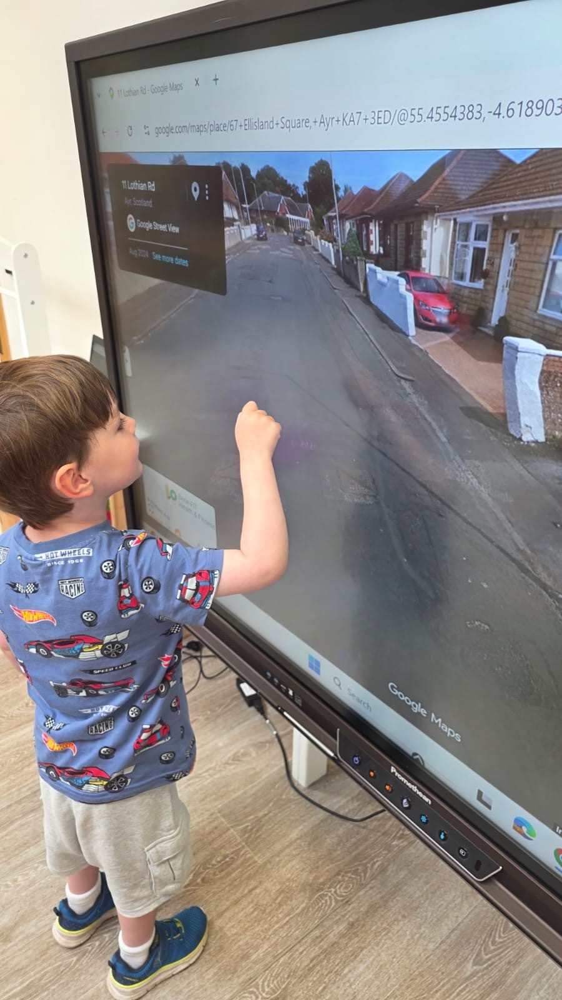 11 Lothian Rd - Google Maps
google.com/maps/place/67+Ellisland+Square,+Ayr+KA7+3ED/@55.4554383,-4.618903
11 Lothian Rd
Ayr, Scotland
Google Street View
Aug 2024 See more dates
Google Maps
Search
Promethean
HOT WHEELS
SINCE 1968
RACING
HOT WHEELS
SPEED CLUB
RACING